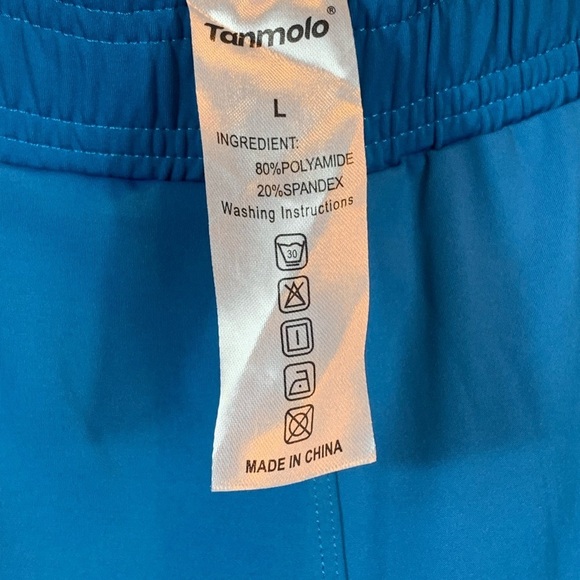 Tanmolo®
L
INGREDIENT:
80%POLYAMIDE
20%SPANDEX
Washing Instructions
30
MADE IN CHINA